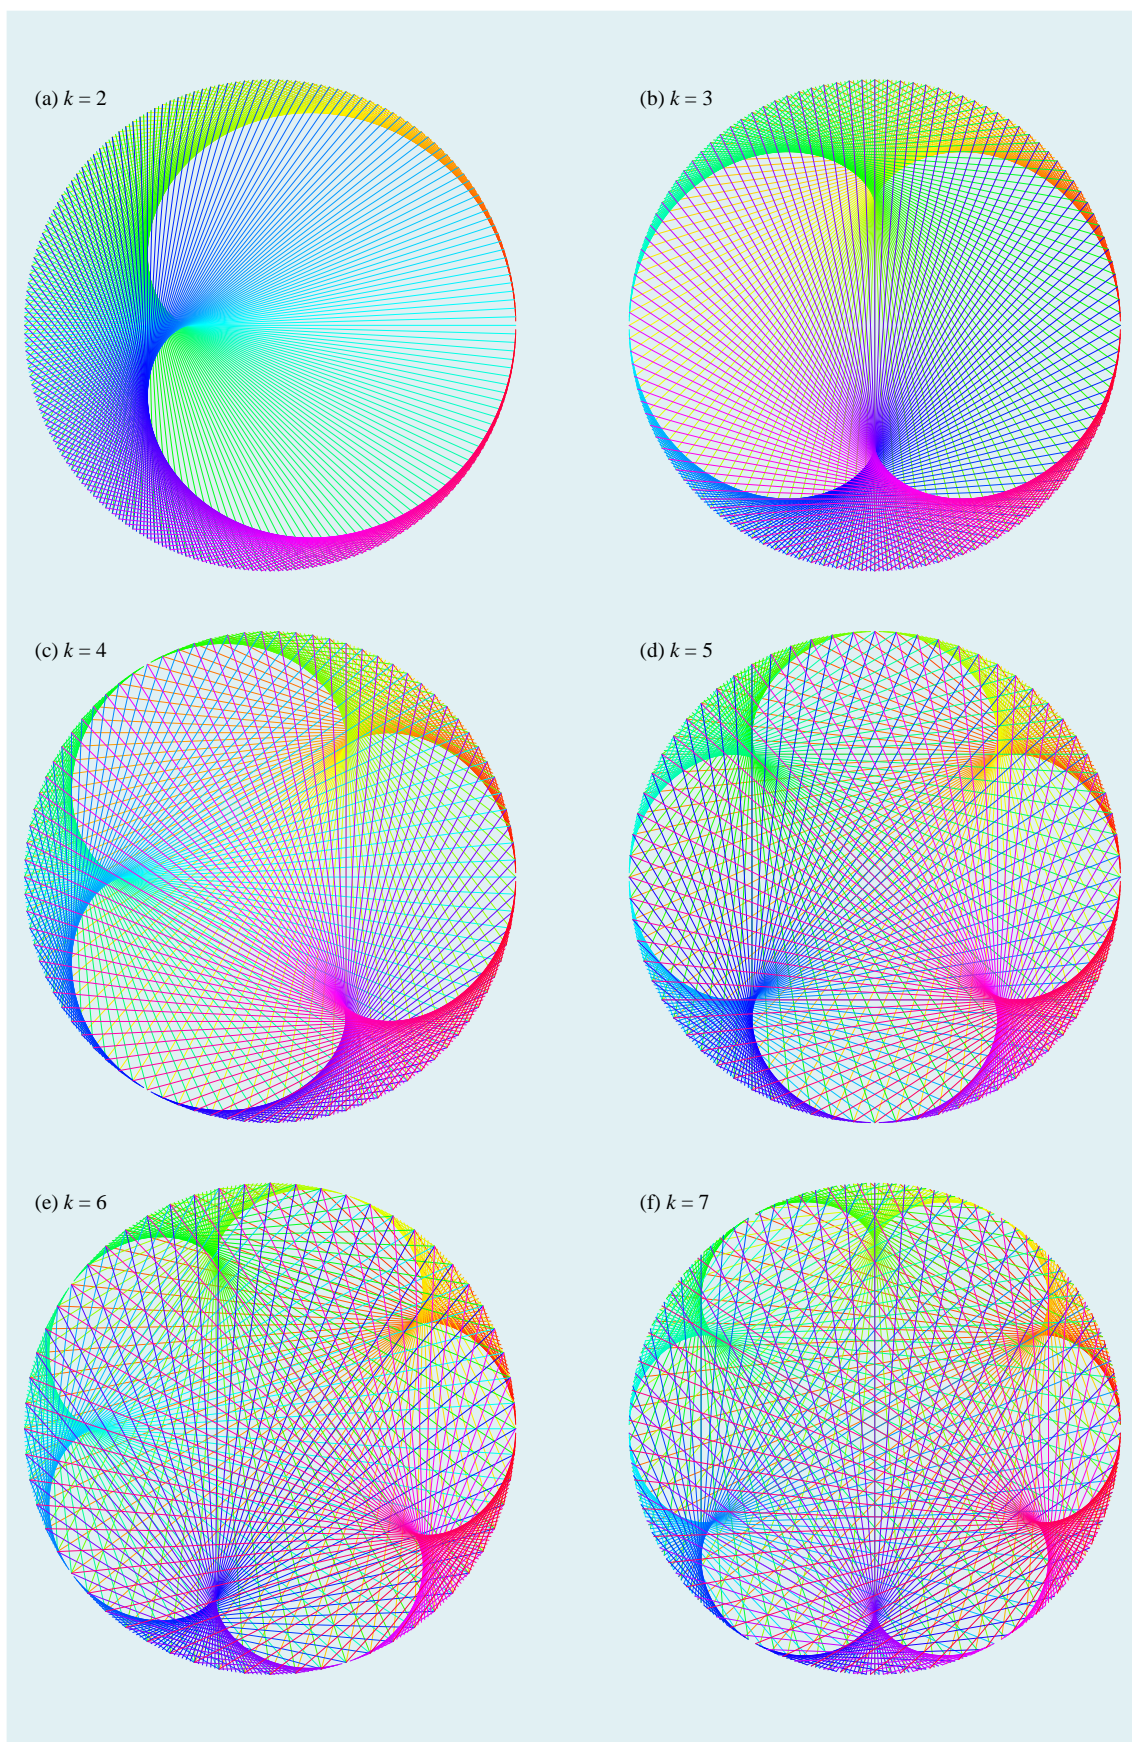 (a) k = 2
(b) k = 3
(c) k = 4
(d) k = 5
(e) k = 6
(f) k = 7